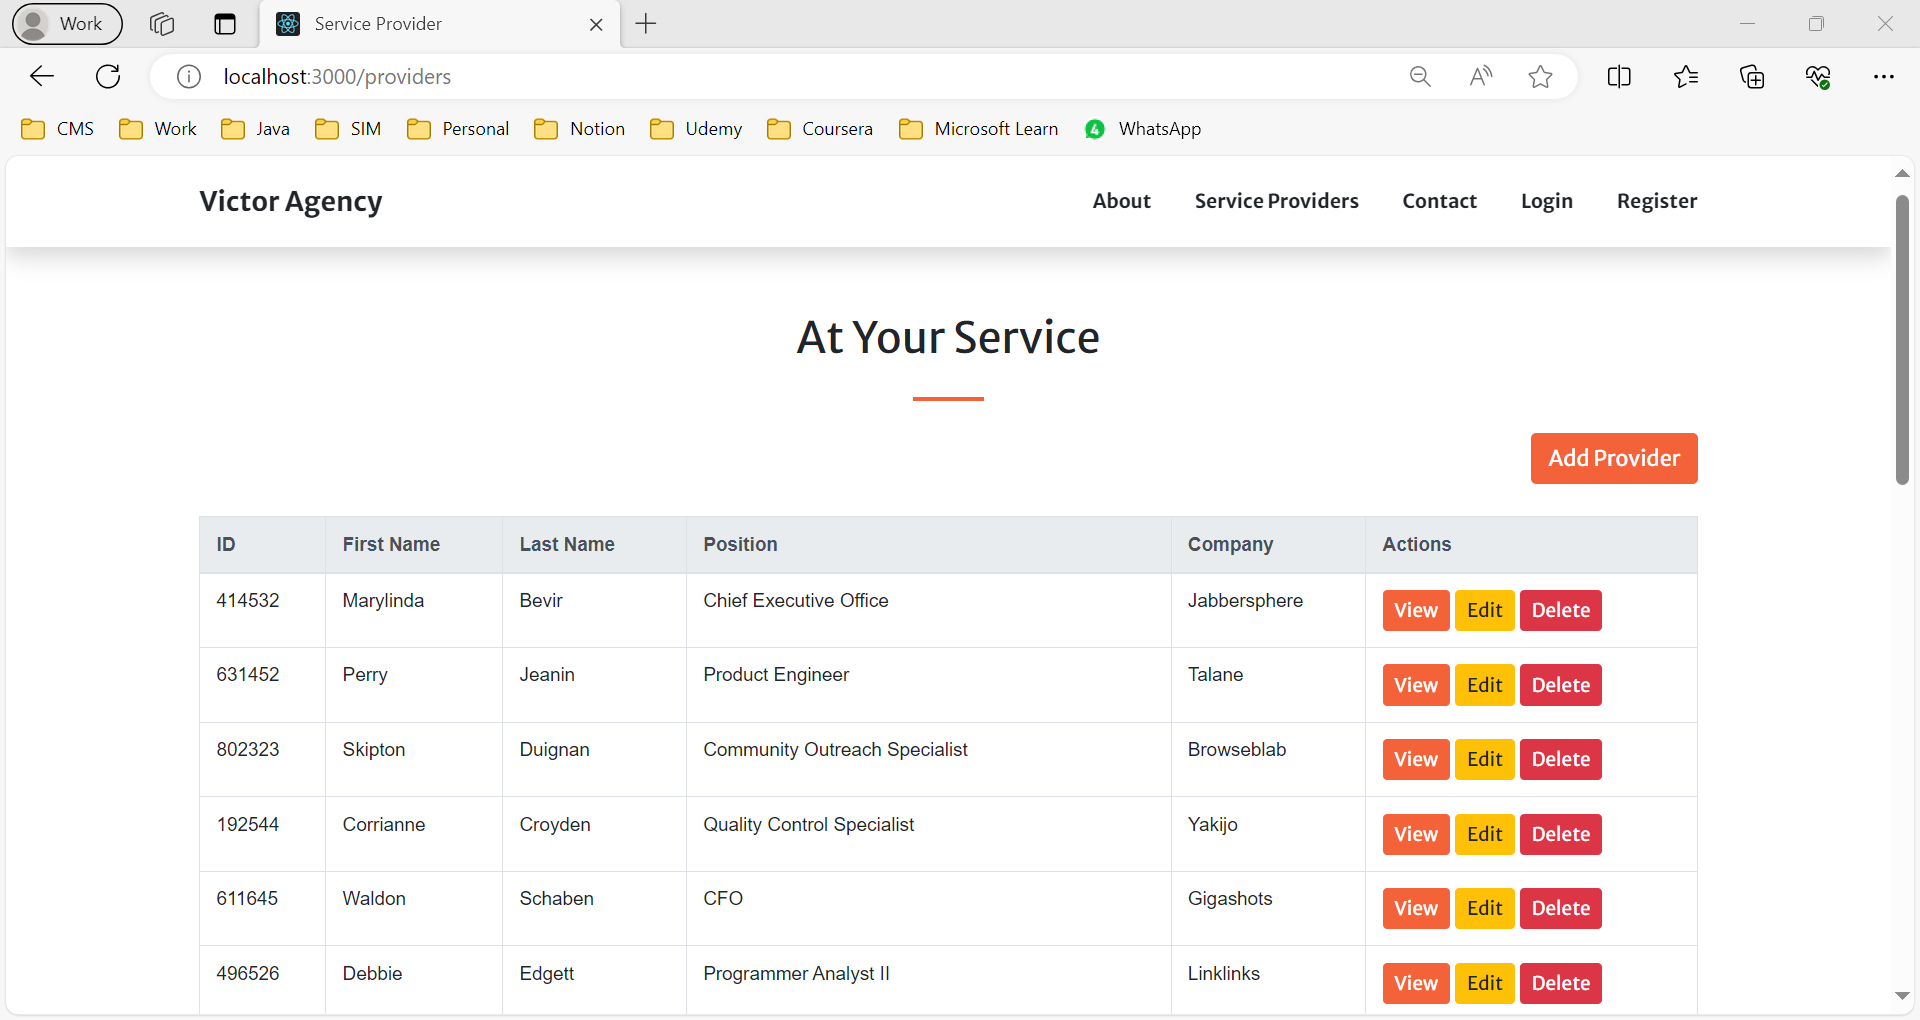 Work
Service Provider
localhost:3000/providers
CMS Work Java SIM Personal Notion Udemy Coursera Microsoft Learn 4 WhatsApp
Victor Agency About Service Providers Contact Login Register
At Your Service
Add Provider
ID First Name Last Name Position Company Actions
414532 Marylinda Bevir Chief Executive Office Jabbersphere View Edit Delete
631452 Perry Jeanin Product Engineer Talane View Edit Delete
802323 Skipton Duignan Community Outreach Specialist Browseblab View Edit Delete
192544 Corrianne Croyden Quality Control Specialist Yakijo View Edit Delete
611645 Waldon Schaben CFO Gigashots View Edit Delete
496526 Debbie Edgett Programmer Analyst II Linklinks View Edit Delete